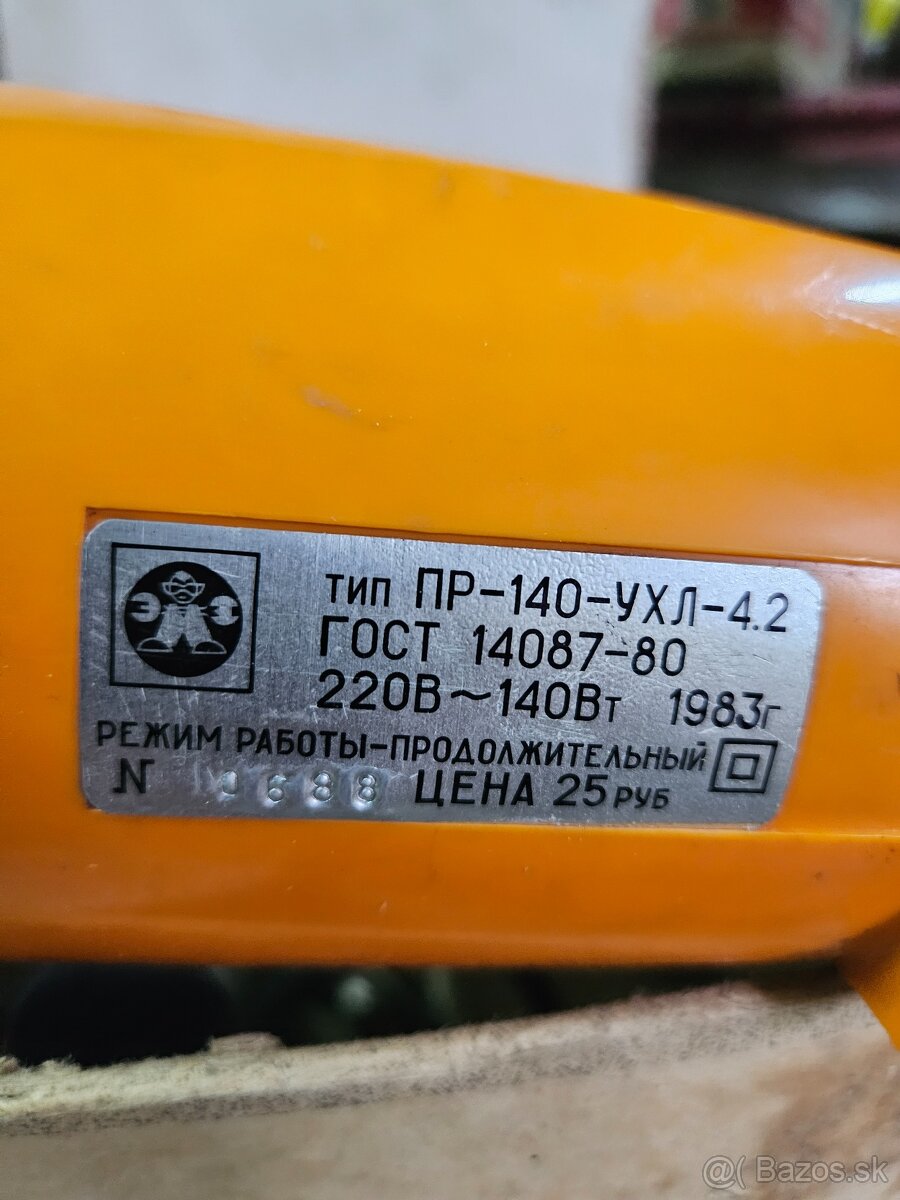 тип ПР-140-УХЛ-4.2
ГОСТ 14087-80
220В~140Вт 1983г
РЕЖИМ РАБОТЫ-ПРОДОЛЖИТЕЛЬНЫЙ
N 1688 ЦЕНА 25 РУБ
@( Bazos.sk